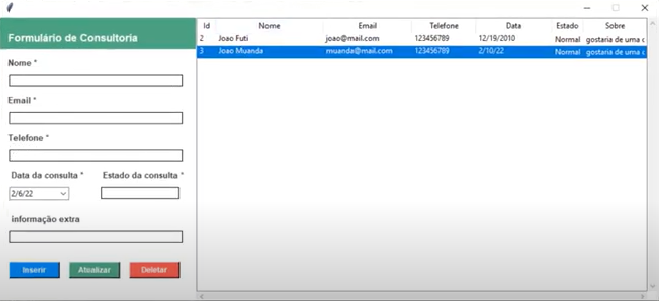 Formulário de Consultoria
Nome *
Email *
Telefone *
Data da consulta * Estado da consulta *
2/6/22
informação extra
Inserir Atualizar Deletar
Id Nome Email Telefone Data Estado Sobre
2 Joao Futi joao@mail.com 123456789 12/19/2010 Normal gostaria de uma c
3 Joao Muanda muanda@mail.com 123456789 2/10/22 Normal gostaria de uma c